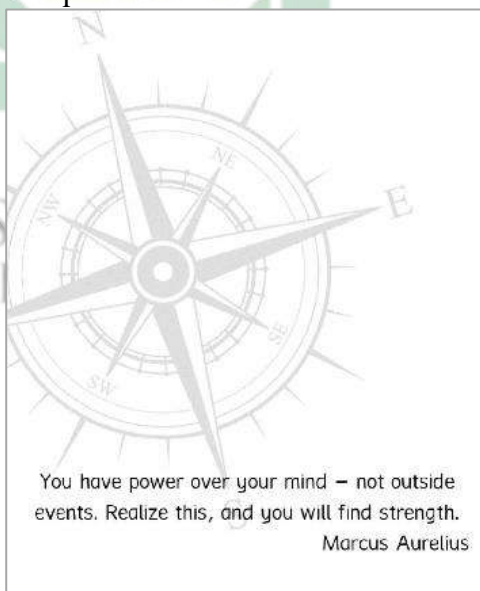 N
NE
E
NW
SE
SW
S
You have power over your mind – not outside
events. Realize this, and you will find strength.
Marcus Aurelius